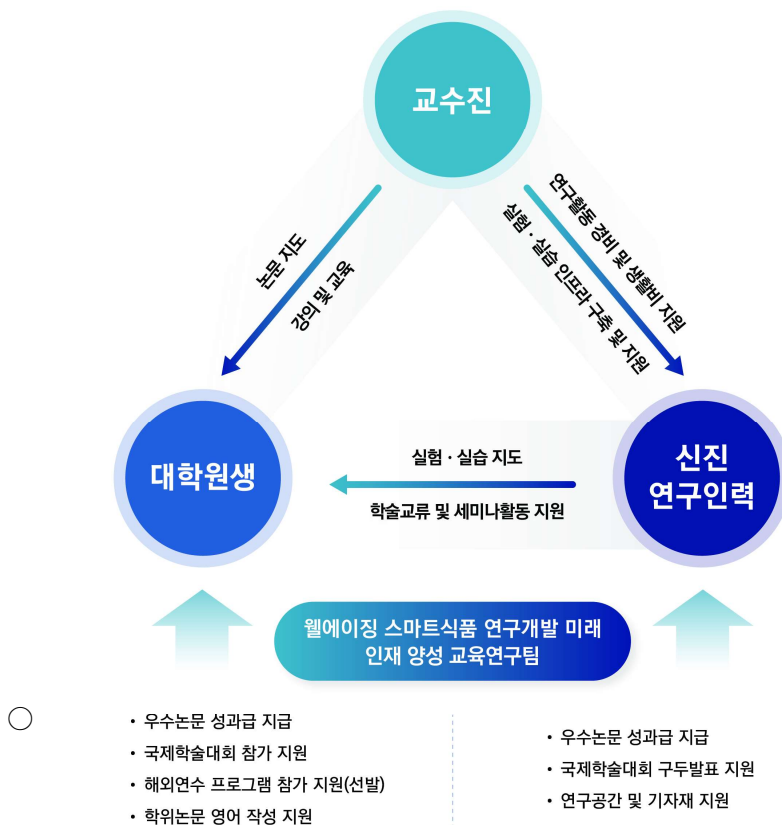 교수진
논문 지도
강의 및 교육
연구활동 경비 및 생활비 지원
실험 · 실습 인프라 구축 및 지원
대학원생
실험 · 실습 지도
학술교류 및 세미나활동 지원
신진
연구인력
웰에이징 스마트식품 연구개발 미래
인재 양성 교육연구팀
• 우수논문 성과급 지급
• 국제학술대회 참가 지원
• 해외연수 프로그램 참가 지원(선발)
• 학위논문 영어 작성 지원
• 우수논문 성과급 지급
• 국제학술대회 구두발표 지원
• 연구공간 및 기자재 지원